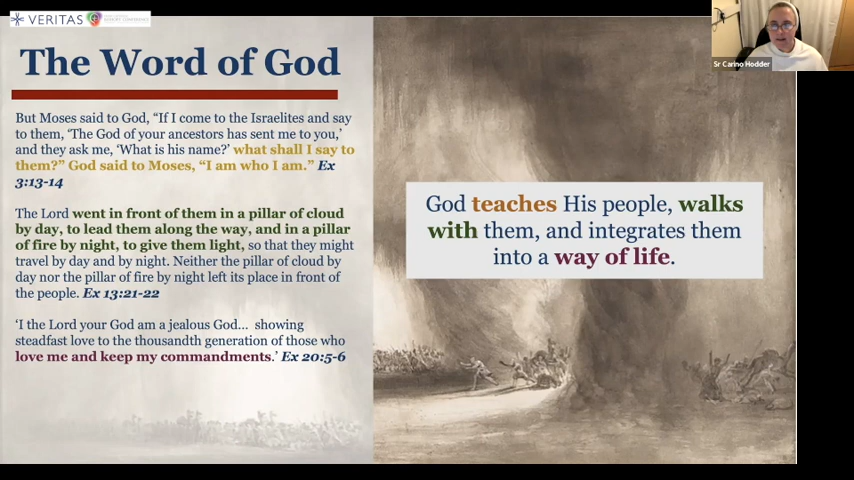 VERITAS
The Word of God
But Moses said to God, “If I come to the Israelites and say
to them, ‘The God of your ancestors has sent me to you,’
and they ask me, ‘What is his name?’ what shall I say to
them?” God said to Moses, “I am who I am.” Ex
3:13-14
The Lord went in front of them in a pillar of cloud
by day, to lead them along the way, and in a pillar
of fire by night, to give them light, so that they might
travel by day and by night. Neither the pillar of cloud by
day nor the pillar of fire by night left its place in front of
the people. Ex 13:21-22
‘I the Lord your God am a jealous God… showing
steadfast love to the thousandth generation of those who
love me and keep my commandments.’ Ex 20:5-6
God teaches His people, walks
with them, and integrates them
into a way of life.
Sr Carino Hodder